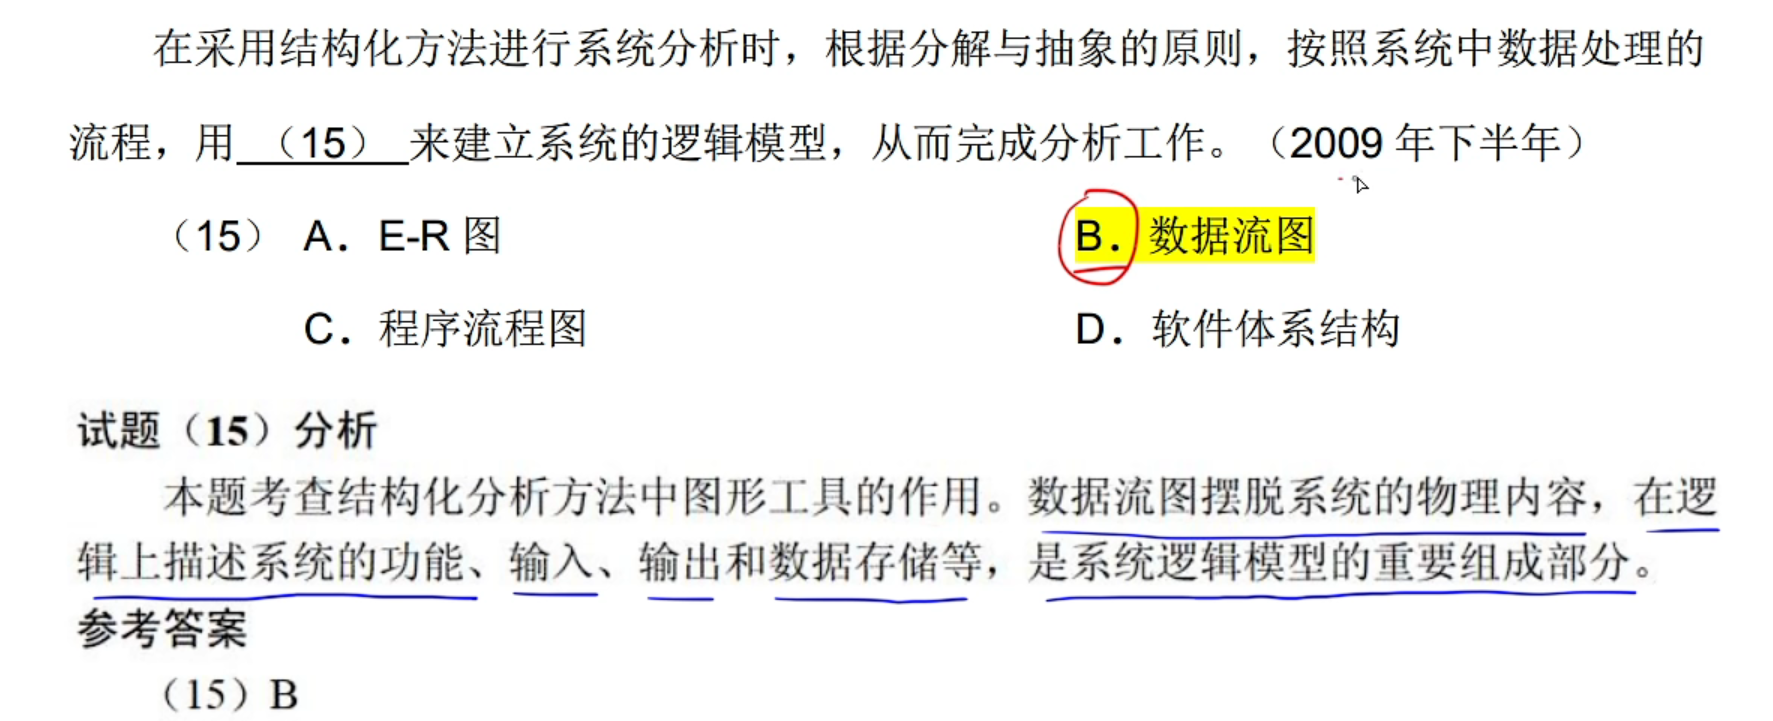 在采用结构化方法进行系统分析时，根据分解与抽象的原则，按照系统中数据处理的
流程，用 （15） 来建立系统的逻辑模型，从而完成分析工作。（2009 年下半年）
（15） A．E-R 图 B．数据流图
C．程序流程图 D．软件体系结构
试题（15）分析
本题考查结构化分析方法中图形工具的作用。数据流图摆脱系统的物理内容，在逻
辑上描述系统的功能、输入、输出和数据存储等，是系统逻辑模型的重要组成部分。
参考答案
（15）B